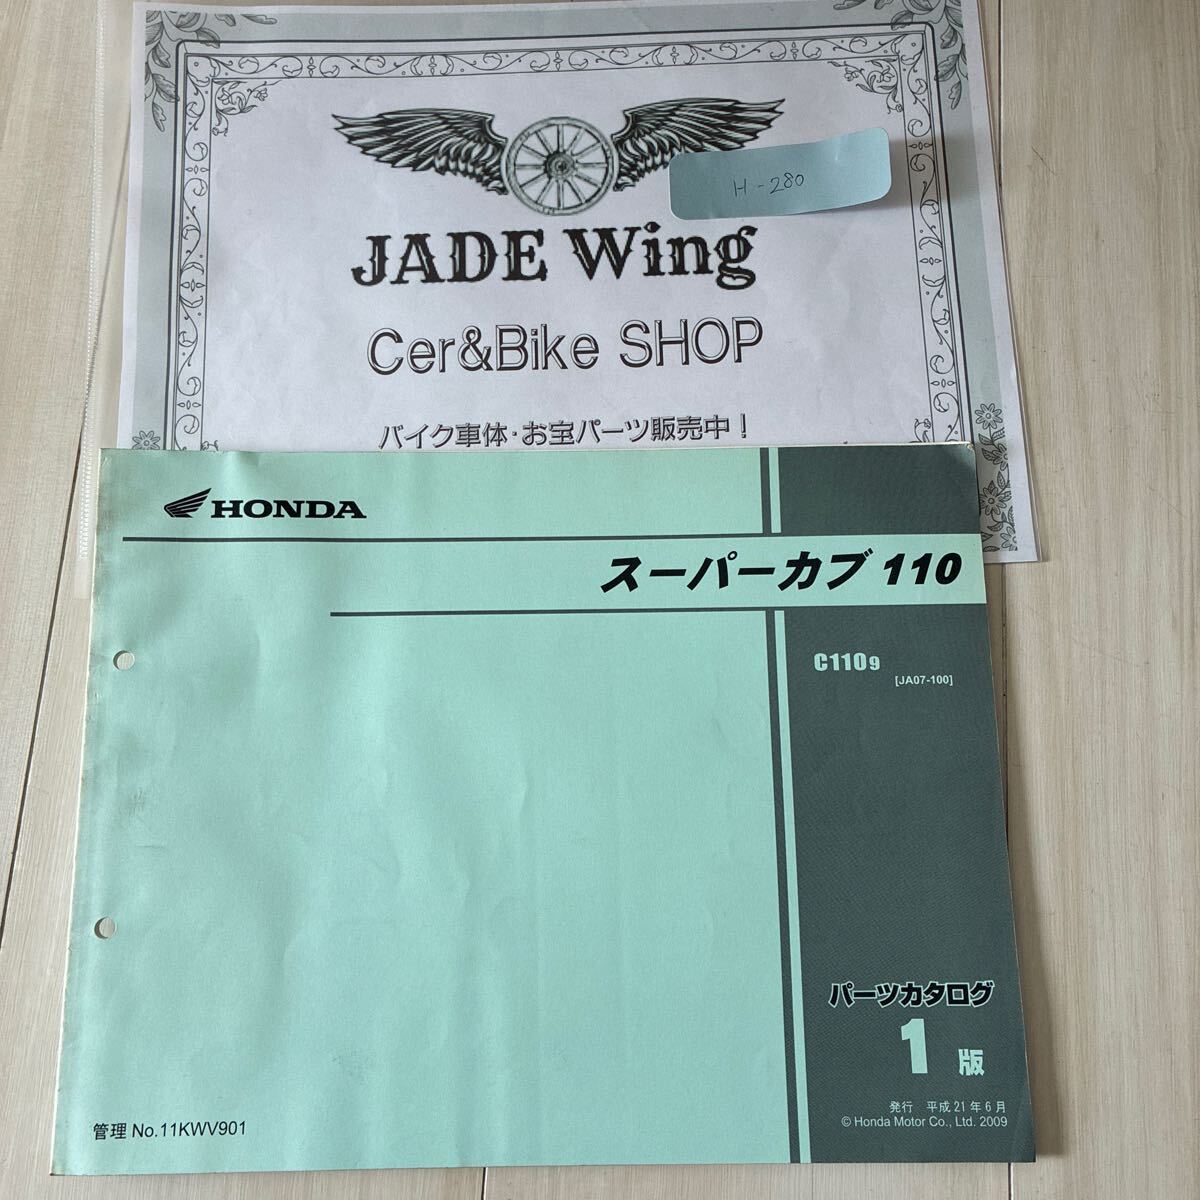 H-280
JADE Wing
Cer&Bike SHOP
バイク車体・お宝パーツ販売中！
HONDA
スーパーカブ 110
C110 9
[JA07-100]
パーツカタログ
1 版
発行 平成21年6月
© Honda Motor Co., Ltd. 2009
管理 No.11KWV901